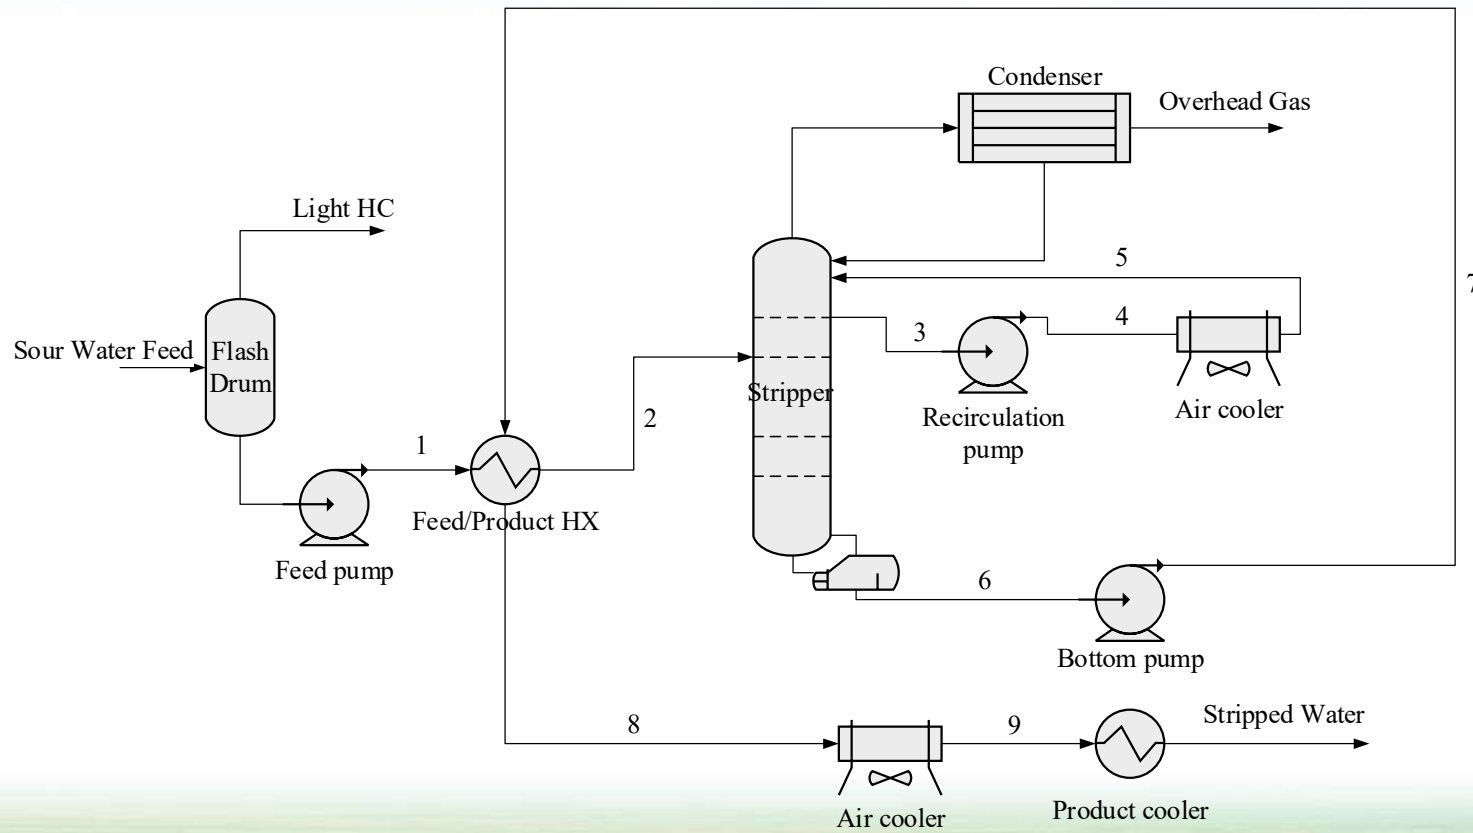 Condenser
Overhead Gas
Light HC
5
7
Sour Water Feed
Flash
Drum
3
4
Stripper
2
Recirculation
pump
Air cooler
1
Feed/Product HX
Feed pump
6
Bottom pump
8
9
Stripped Water
Air cooler
Product cooler